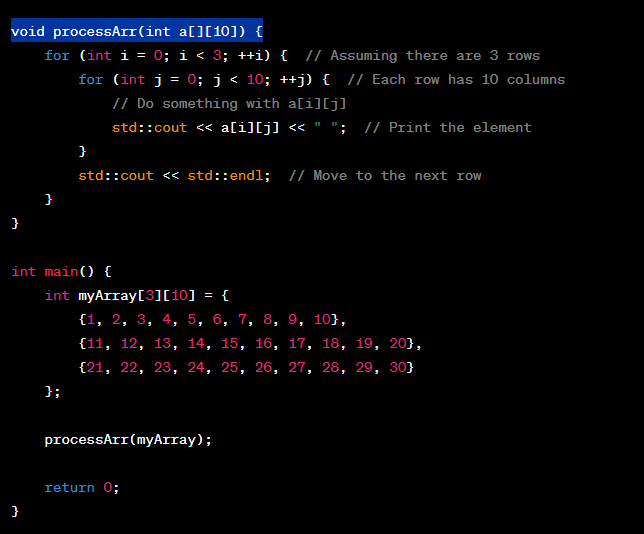 void processArr(int a[][10]) {
    for (int i = 0; i < 3; ++i) {  // Assuming there are 3 rows
        for (int j = 0; j < 10; ++j) {  // Each row has 10 columns
            // Do something with a[i][j]
            std::cout << a[i][j] << " ";  // Print the element
        }
        std::cout << std::endl;  // Move to the next row
    }
}

int main() {
    int myArray[3][10] = {
        {1, 2, 3, 4, 5, 6, 7, 8, 9, 10},
        {11, 12, 13, 14, 15, 16, 17, 18, 19, 20},
        {21, 22, 23, 24, 25, 26, 27, 28, 29, 30}
    };

    processArr(myArray);

    return 0;
}